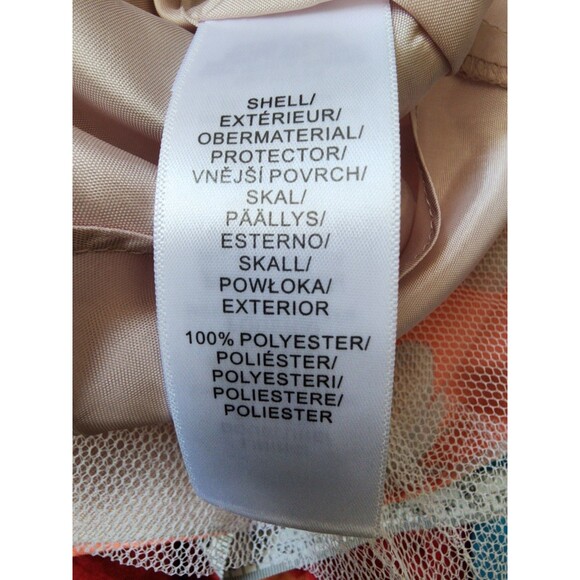 SHELL/
EXTÉRIEUR/
OBERMATERIAL/
PROTECTOR/
VNĚJŠÍ POVRCH/
SKAL/
PÄÄLLYS/
ESTERNO/
SKALL/
POWŁOKA/
EXTERIOR
100% POLYESTER/
POLIÉSTER/
POLYESTERI/
POLIESTERE/
POLIESTER